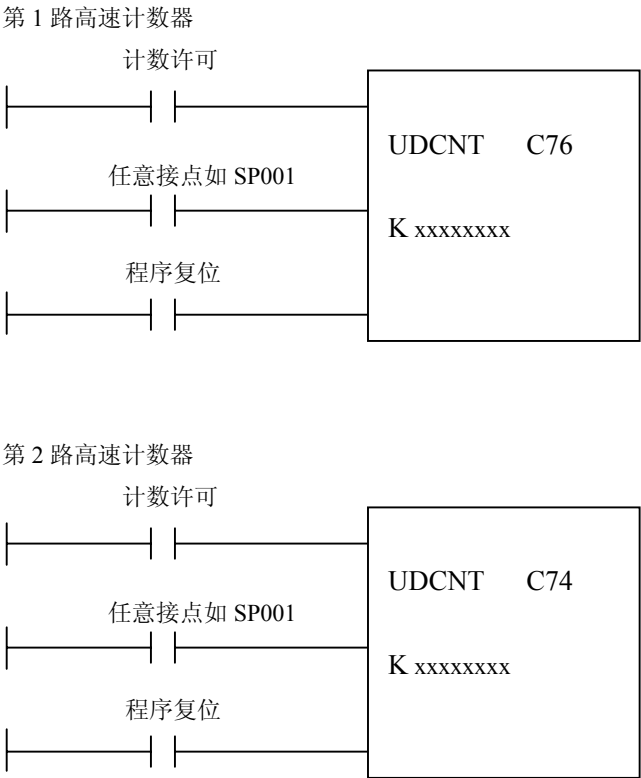 第 1 路高速计数器
计数许可
UDCNT C76
任意接点如 SP001
K xxxxxxxx
程序复位
第 2 路高速计数器
计数许可
UDCNT C74
任意接点如 SP001
K xxxxxxxx
程序复位